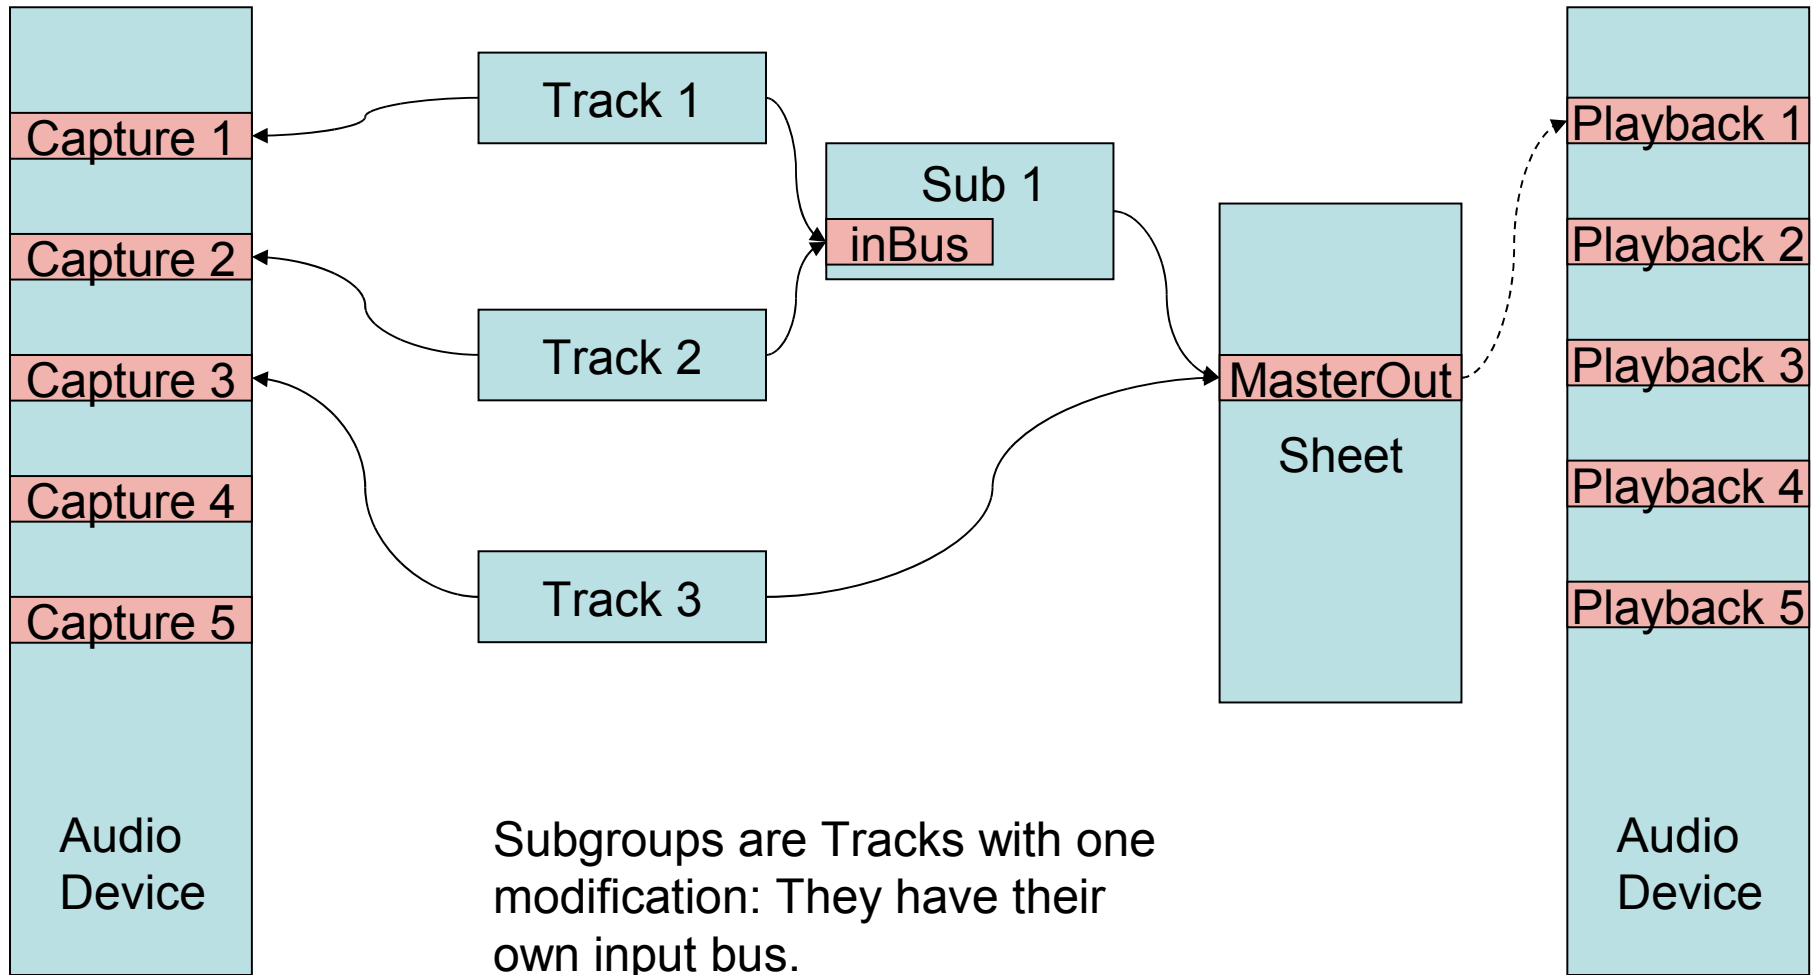 Capture 1
Capture 2
Capture 3
Capture 4
Capture 5
Audio
Device
Track 1
Track 2
Track 3
Sub 1
inBus
MasterOut
Sheet
Playback 1
Playback 2
Playback 3
Playback 4
Playback 5
Audio
Device
Subgroups are Tracks with one
modification: They have their
own input bus.